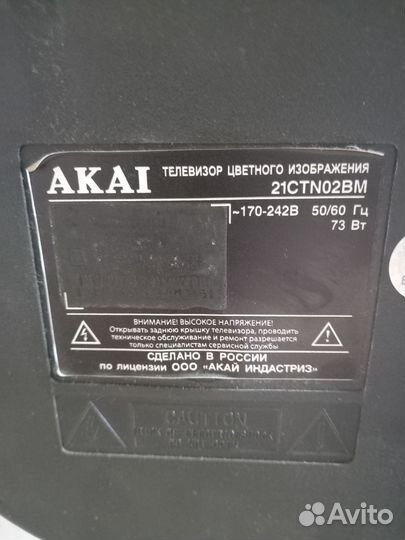 AKAI
ТЕЛЕВИЗОР ЦВЕТНОГО ИЗОБРАЖЕНИЯ
21CTN02BM
~170-242В 50/60 Гц
73 Вт
ВНИМАНИЕ! ВЫСОКОЕ НАПРЯЖЕНИЕ!
Открывать заднюю крышку телевизора, проводить
техническое обслуживание и ремонт разрешается
только специалистам сервисной службы
СДЕЛАНО В РОССИИ
по лицензии ООО «АКАЙ ИНДАСТРИЗ»
CAUTION
Avito